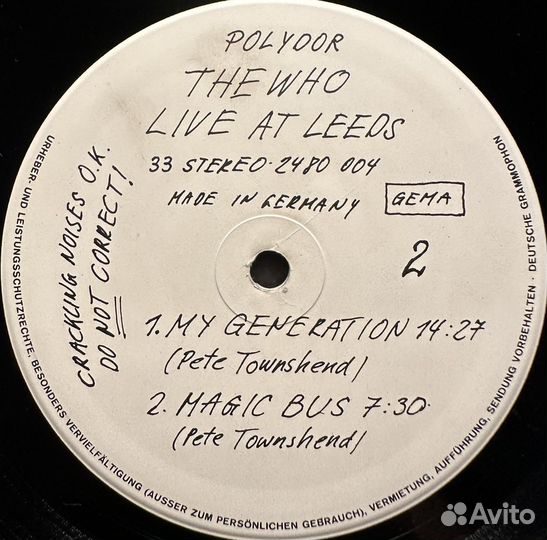 POLYDOR
THE WHO
LIVE AT LEEDS
33 STEREO · 2480 004
MADE IN GERMANY
GEMA
2
CRACKLING NOISES O.K.
DO NOT CORRECT!
1. MY GENERATION 14:27
(Pete Townshend)
2. MAGIC BUS 7:30
(Pete Townshend)
URHEBER- UND LEISTUNGSSCHUTZRECHTE, BESONDERS VERVIELFÄLTIGUNG (AUSSER ZUM PERSÖNLICHEN GEBRAUCH), VERMIETUNG, AUFFÜHRUNG, SENDUNG VORBEHALTEN · DEUTSCHE GRAMMOPHON
Avito